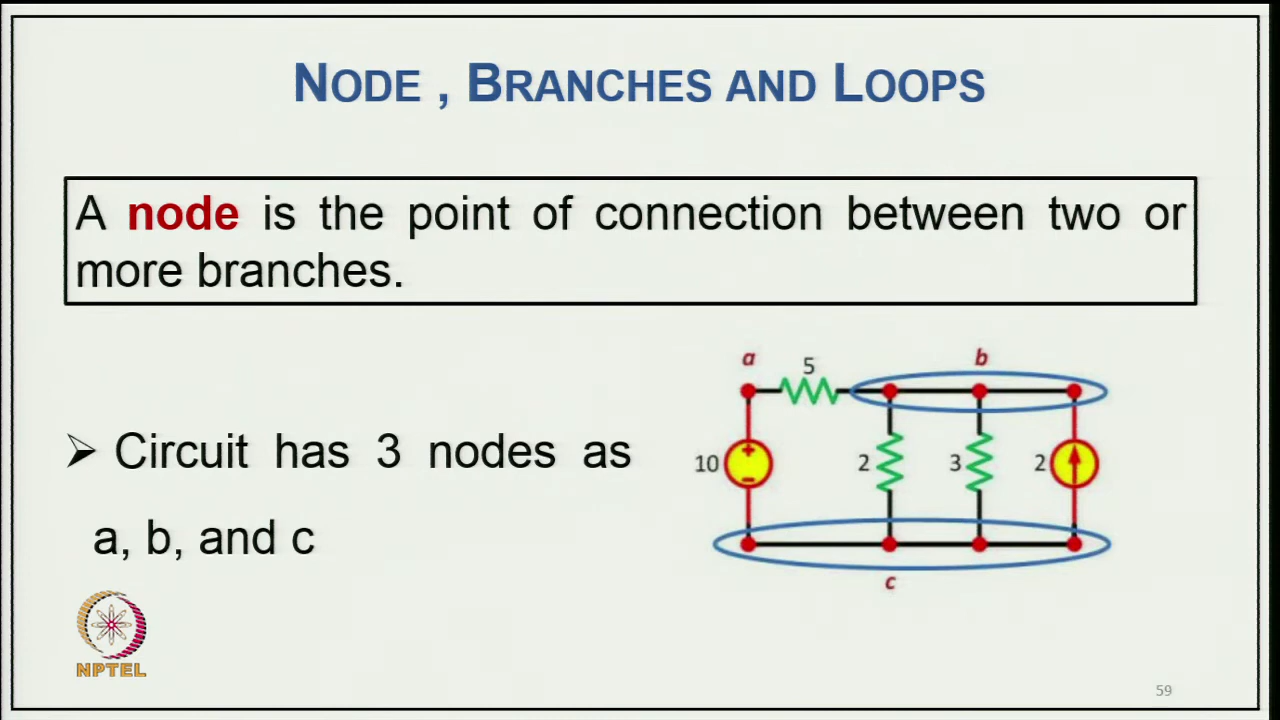 NODE , BRANCHES AND LOOPS
A node is the point of connection between two or
more branches.
a
5
b
➢ Circuit has 3 nodes as
10
2
3
2
a, b, and c
c
NPTEL
59